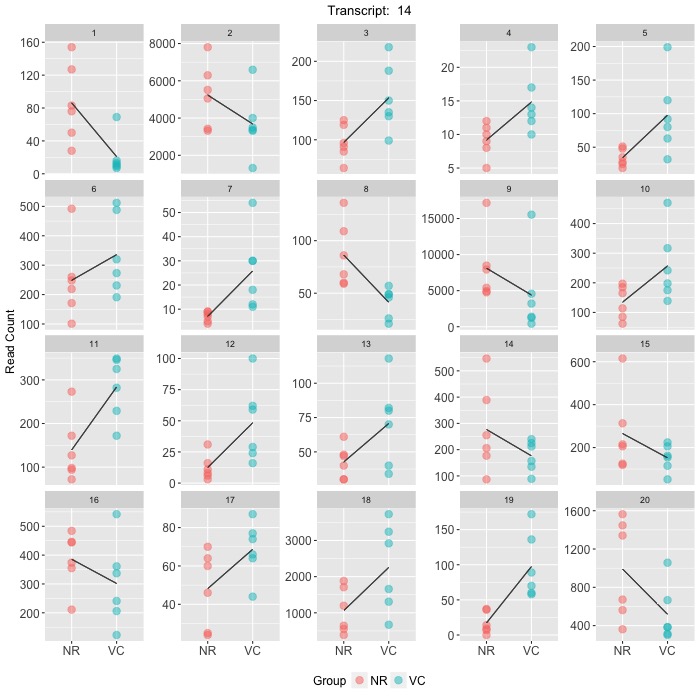 Transcript: 14
1 2 3 4 5
160 8000 200
120 6000 200 20 150
80 150 15 100
40 4000 100 10 50
0 2000 5
6 7 8 9 10
500 50 15000 400
400 40 100 10000 300
300 30 50 5000 200
200 20 0 100
100 10
Read Count
11 12 13 14 15
300 100 100 500 600
200 75 75 400 400
100 50 50 300 200
25 200
0 100
16 17 18 19 20
500 80 3000 150 1600
400 60 2000 100 1200
300 40 1000 50 800
200 0 400
NR VC NR VC NR VC NR VC NR VC
Group NR VC